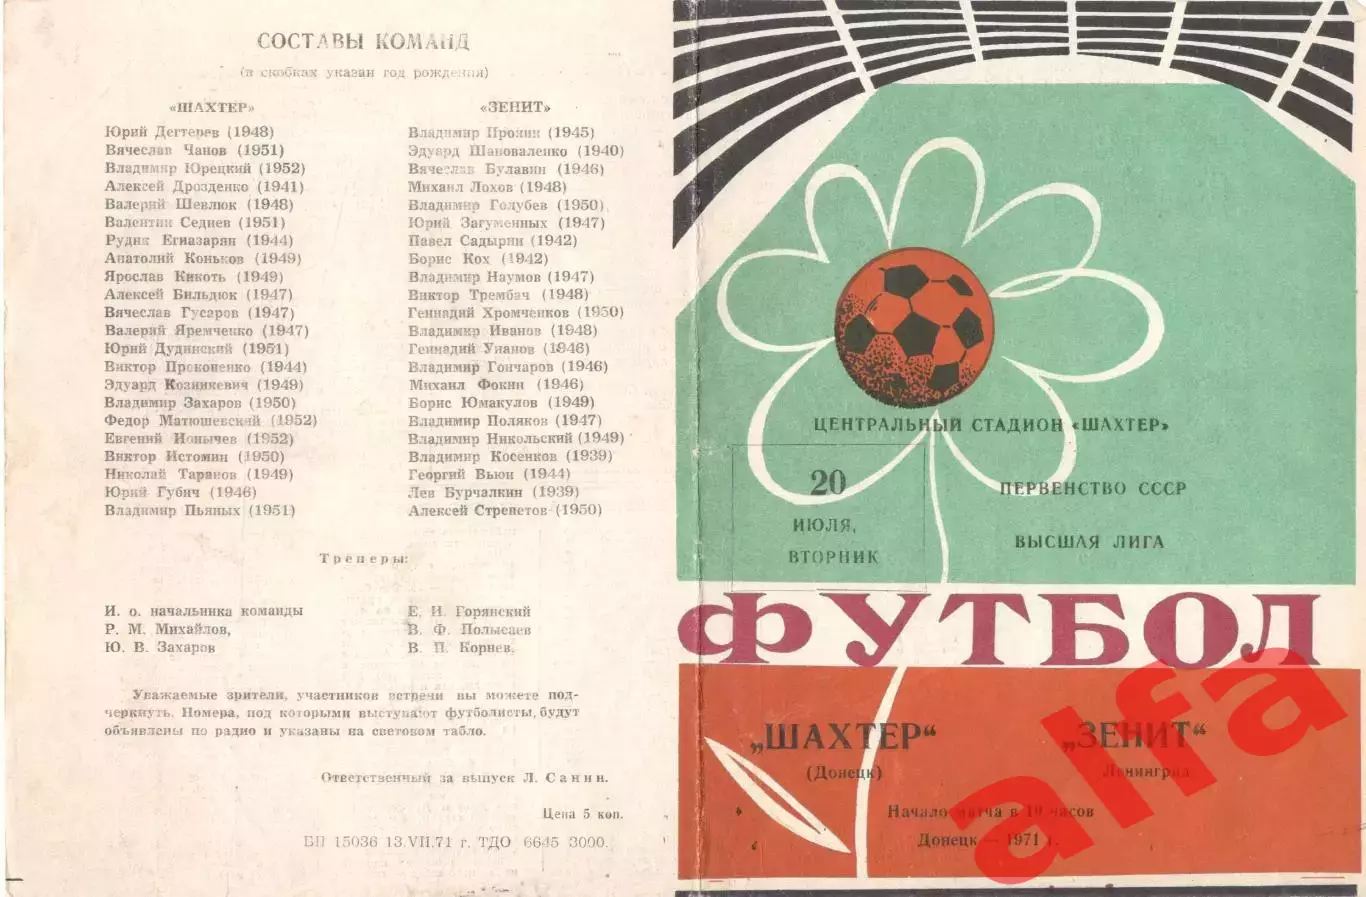 СОСТАВЫ КОМАНД
(в скобках указан год рождения)
«ШАХТЕР»
Юрий Дегтерев (1948)
Вячеслав Чанов (1951)
Владимир Юрецкий (1952)
Алексей Дрозденко (1941)
Валерий Шевлюк (1948)
Валентин Седнев (1951)
Рудик Егиазарян (1944)
Анатолий Коньков (1949)
Ярослав Кикоть (1949)
Алексей Бильдюк (1947)
Вячеслав Гусаров (1947)
Валерий Яремченко (1947)
Юрий Дудинский (1951)
Виктор Прокопенко (1944)
Эдуард Козинкевич (1949)
Владимир Захаров (1950)
Федор Матюшевский (1952)
Евгений Ионычев (1952)
Виктор Истомин (1950)
Николай Таранов (1949)
Юрий Губич (1946)
Владимир Пьяных (1951)
«ЗЕНИТ»
Владимир Пронин (1945)
Эдуард Шаповаленко (1940)
Вячеслав Булавин (1946)
Михаил Лохов (1948)
Владимир Голубев (1950)
Юрий Загуменных (1947)
Павел Садырин (1942)
Борис Кох (1942)
Владимир Наумов (1947)
Виктор Трембач (1948)
Геннадий Хромченков (1950)
Владимир Иванов (1948)
Геннадий Унанов (1946)
Владимир Гончаров (1946)
Михаил Фокин (1946)
Борис Юмакулов (1949)
Владимир Поляков (1947)
Владимир Никольский (1949)
Владимир Косенков (1939)
Георгий Вьюн (1944)
Лев Бурчалкин (1939)
Алексей Стрепетов (1950)
Тренеры:
И. о. начальника команды
Р. М. Михайлов,
Ю. В. Захаров
Е. И. Горянский
В. Ф. Полысаев
В. П. Корнев.
Уважаемые зрители, участников встречи вы можете под-
черкнуть. Номера, под которыми выступают футболисты, будут
объявлены по радио и указаны на световом табло.
Ответственный за выпуск Л. Санин.
Цена 5 коп.
БП 15036 13.VII.71 г. ТДО 6645 3000.
ЦЕНТРАЛЬНЫЙ СТАДИОН «ШАХТЕР»
20
ИЮЛЯ,
ВТОРНИК
ПЕРВЕНСТВО СССР
ВЫСШАЯ ЛИГА
ФУТБОЛ
„ШАХТЕР“
(Донецк)
„ЗЕНИТ“
Ленинград
Начало матча в 19 часов
Донецк — 1971 г.
alfa